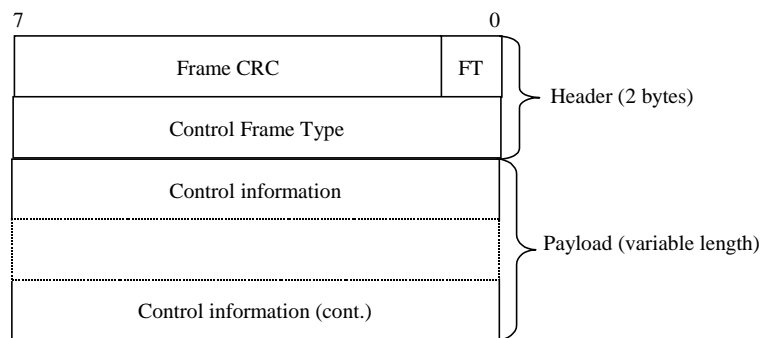 7 0
Frame CRC FT
Header (2 bytes)
Control Frame Type
Control information
Payload (variable length)
Control information (cont.)